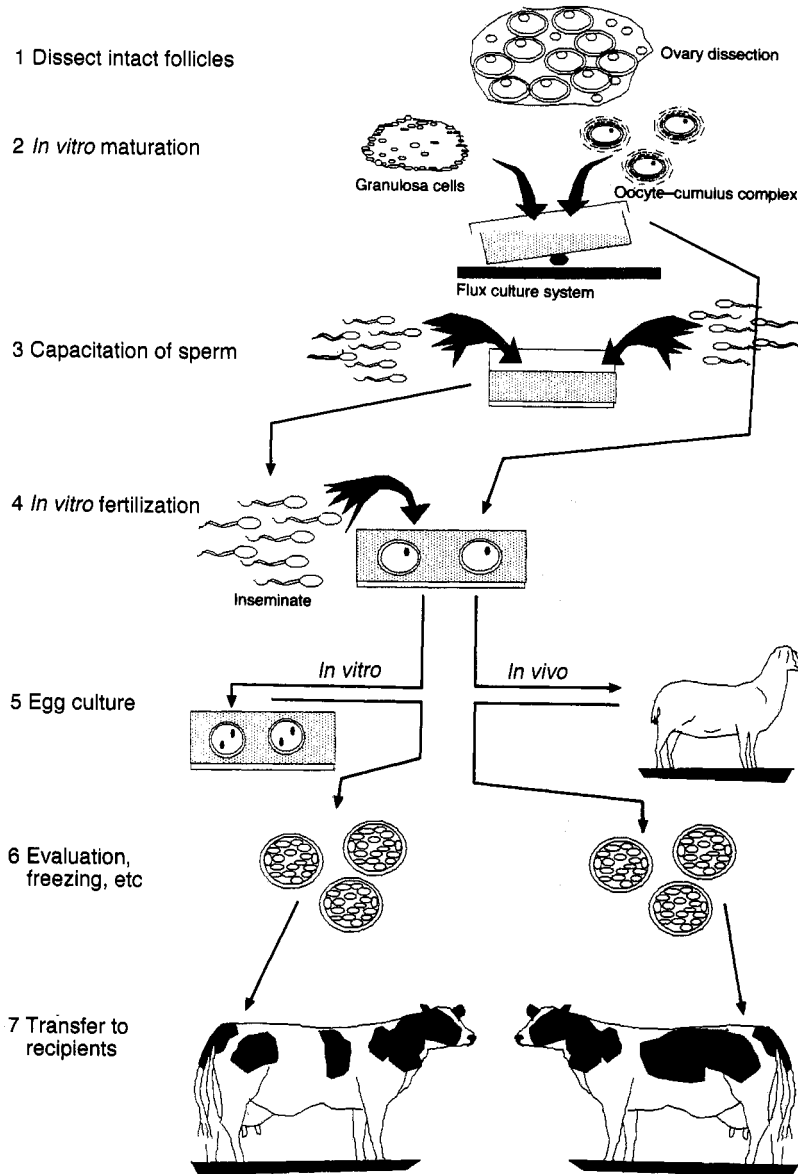 1 Dissect intact follicles
Ovary dissection
2 In vitro maturation
Granulosa cells
Oocyte–cumulus complex
Flux culture system
3 Capacitation of sperm
4 In vitro fertilization
Inseminate
In vitro
In vivo
5 Egg culture
6 Evaluation,
freezing, etc
7 Transfer to
recipients